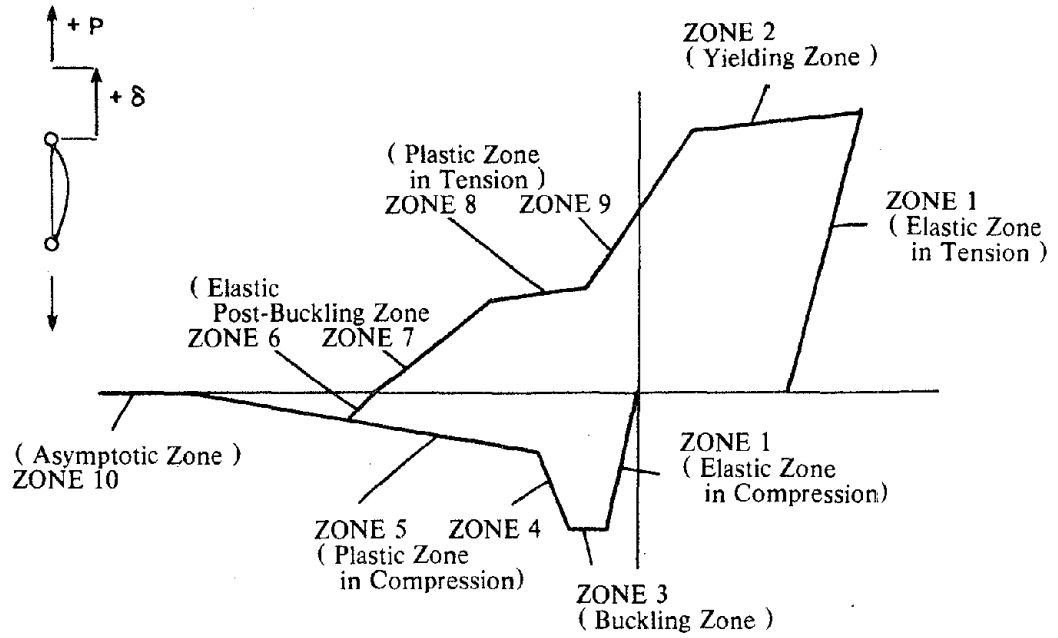 + P
+ δ
ZONE 2
( Yielding Zone )
( Plastic Zone
in Tension )
ZONE 8
ZONE 9
ZONE 1
( Elastic Zone
in Tension )
( Elastic
Post-Buckling Zone
ZONE 6
ZONE 7
( Asymptotic Zone )
ZONE 10
ZONE 1
( Elastic Zone
in Compression)
ZONE 5
( Plastic Zone
in Compression)
ZONE 4
ZONE 3
( Buckling Zone )